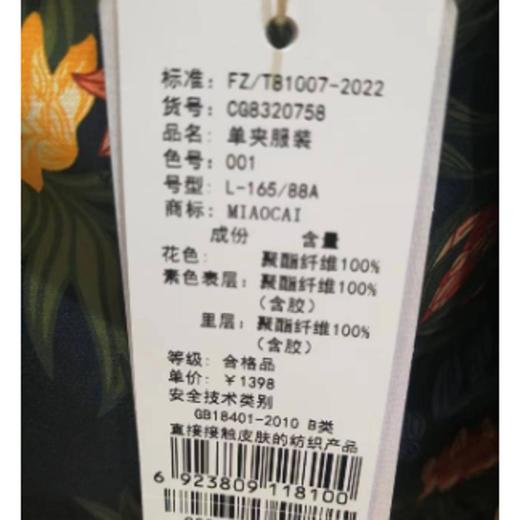 标准: FZ/T81007-2022
货号: CG8320758
品名: 单夹服装
色号: 001
号型: L-165/88A
商标: MIAOCAI
成份 含量
花色: 聚酯纤维100%
素色表层: 聚酯纤维100%
(含胶)
里层: 聚酯纤维100%
(含胶)
等级: 合格品
单价: ￥1398
安全技术类别
GB18401-2010 B类
直接接触皮肤的纺织产品
6 923809 118100